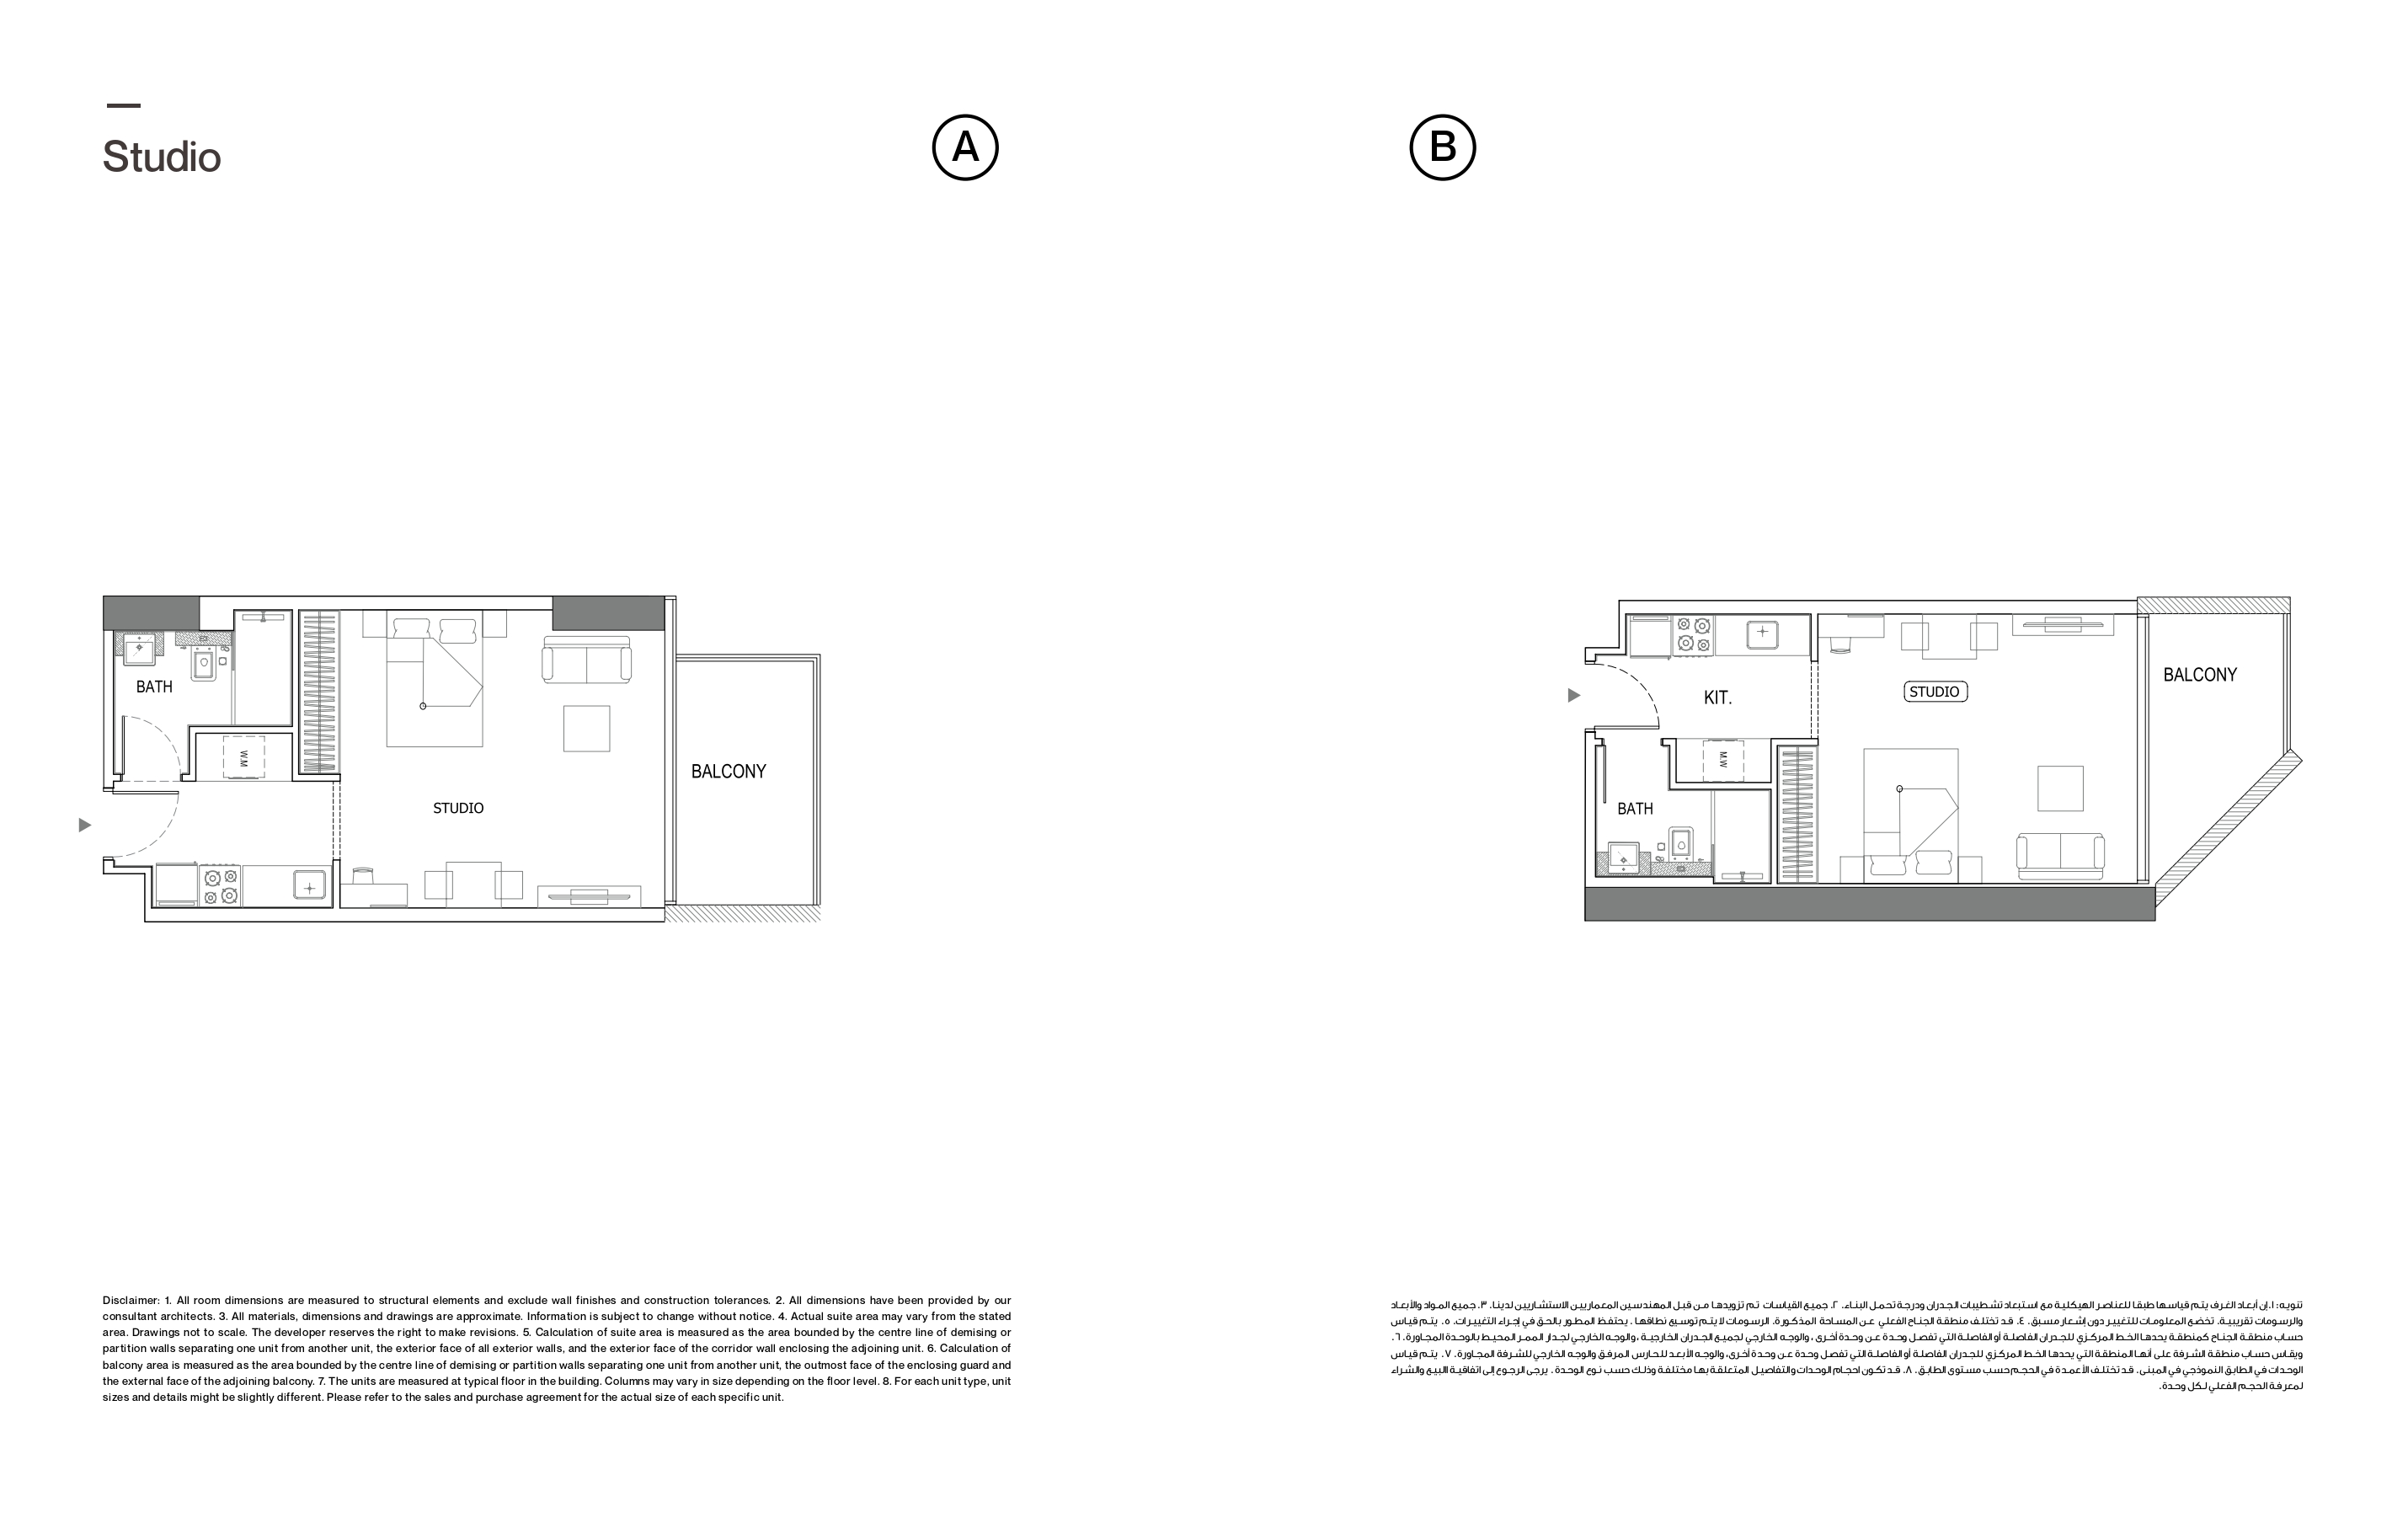 Studio
A
B
BATH
W.M
STUDIO
BALCONY
KIT.
STUDIO
BALCONY
M.W
BATH
Disclaimer: 1. All room dimensions are measured to structural elements and exclude wall finishes and construction tolerances. 2. All dimensions have been provided by our
consultant architects. 3. All materials, dimensions and drawings are approximate. Information is subject to change without notice. 4. Actual suite area may vary from the stated
area. Drawings not to scale. The developer reserves the right to make revisions. 5. Calculation of suite area is measured as the area bounded by the centre line of demising or
partition walls separating one unit from another unit, the exterior face of all exterior walls, and the exterior face of the corridor wall enclosing the adjoining unit. 6. Calculation of
balcony area is measured as the area bounded by the centre line of demising or partition walls separating one unit from another unit, the outmost face of the enclosing guard and
the external face of the adjoining balcony. 7. The units are measured at typical floor in the building. Columns may vary in size depending on the floor level. 8. For each unit type, unit
sizes and details might be slightly different. Please refer to the sales and purchase agreement for the actual size of each specific unit.
تنويه: ١.إن أبعاد الغرف يتم قياسها طبقا للعناصر الهيكلية مع استبعاد تشطيبات الجدران ودرجة تحمل البناء. ٢. جميع القياسات تم تزويدها من قبل المهندسين المعماريين الاستشاريين لدينا. ٣. جميع المواد والأبعاد
والرسومات تقريبية. تخضع المعلومات للتغيير دون إشعار مسبق. ٤. قد تختلف منطقة الجناح الفعلي عن المساحة المذكورة. الرسومات لا يتم توسيع نطاقها . يحتفظ المطور بالحق في إجراء التغييرات. ٥. يتم قياس
حساب منطقة الجناح كمنطقة يحدها الخط المركزي للجدران الفاصلة أو الفاصلة التي تفصل وحدة عن وحدة أخرى ، والوجه الخارجي لجميع الجدران الخارجية ، والوجه الخارجي لجدار الممر المحيط بالوحدة المجاورة. ٦.
ويقاس حساب منطقة الشرفة على أنها المنطقة التي يحدها الخط المركزي للجدران الفاصلة أو الفاصلة التي تفصل وحدة عن وحدة أخرى، والوجه الأبعد للحارس المرفق والوجه الخارجي للشرفة المجاورة. ٧. يتم قياس
الوحدات في الطابق النموذجي في المبنى. قد تختلف الأعمدة في الحجم حسب مستوى الطابق. ٨. قد تكون احجام الوحدات والتفاصيل المتعلقة بها مختلفة وذلك حسب نوع الوحدة . يرجى الرجوع إلى اتفاقية البيع والشراء
لمعرفة الحجم الفعلي لكل وحدة.